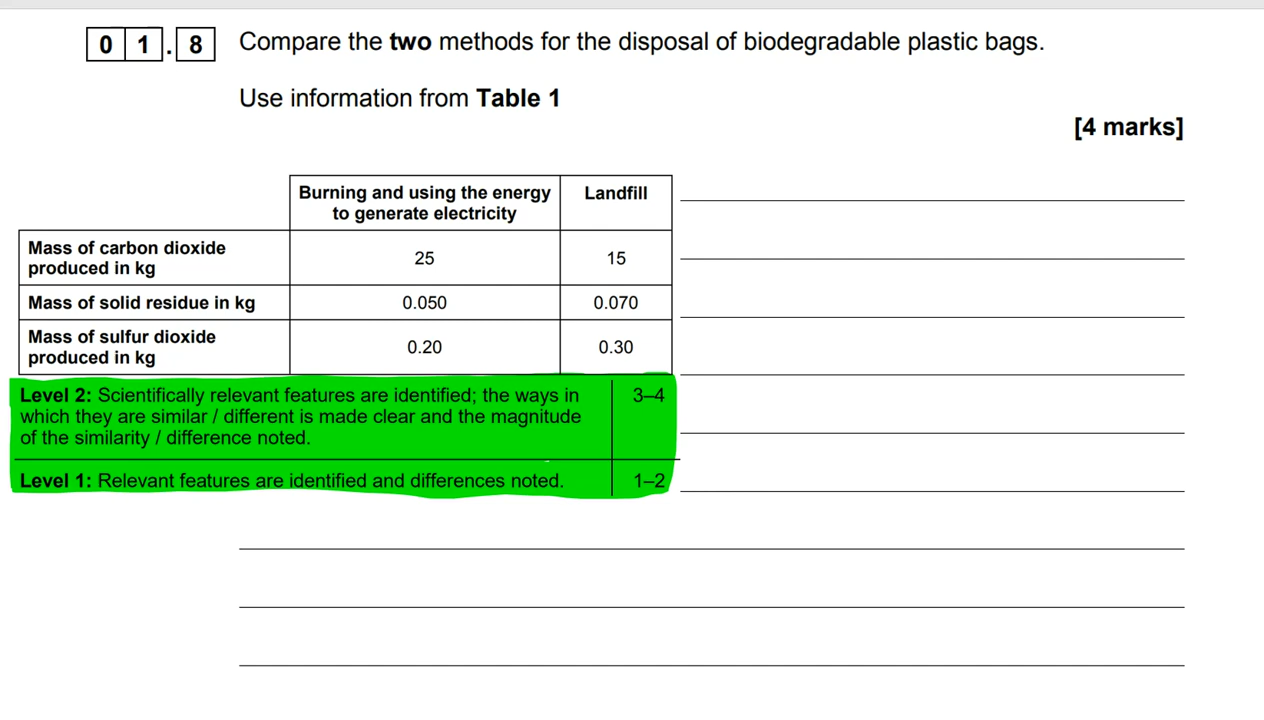 0 1 . 8 Compare the two methods for the disposal of biodegradable plastic bags.
Use information from Table 1
[4 marks]
Burning and using the energy
to generate electricity
Landfill
Mass of carbon dioxide
produced in kg
25
15
Mass of solid residue in kg
0.050
0.070
Mass of sulfur dioxide
produced in kg
0.20
0.30
Level 2: Scientifically relevant features are identified; the ways in
which they are similar / different is made clear and the magnitude
of the similarity / difference noted.
3–4
Level 1: Relevant features are identified and differences noted.
1–2